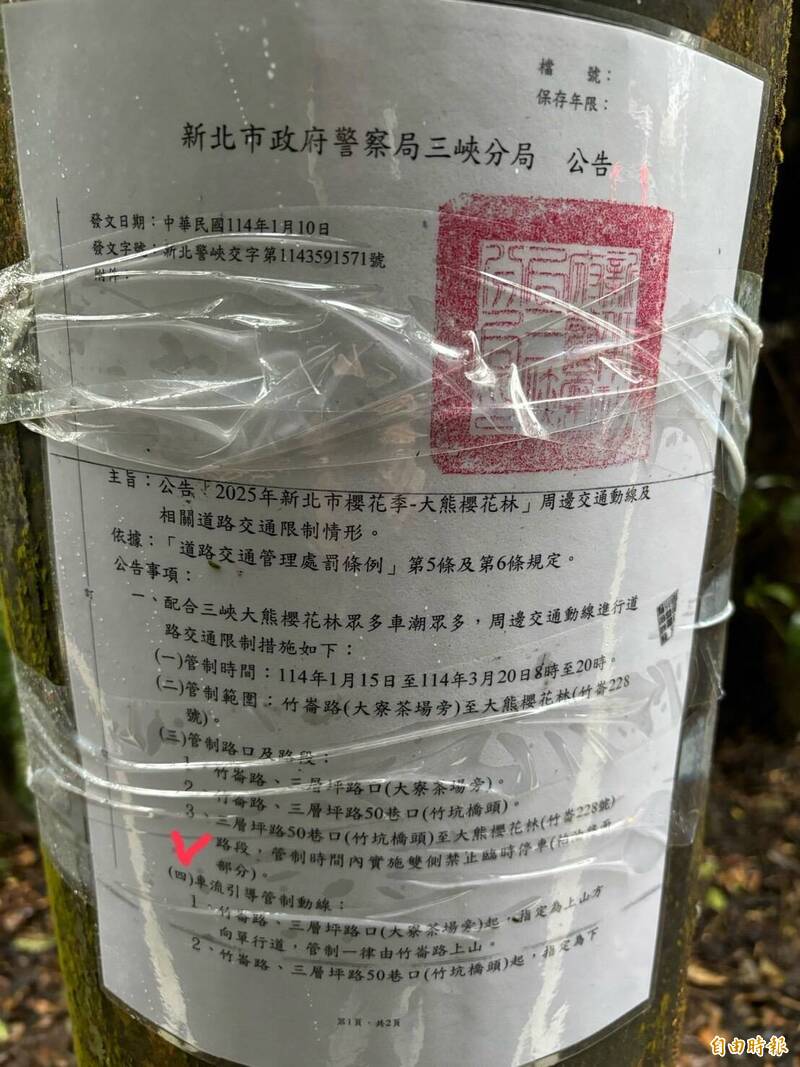 檔　號：
保存年限：
新北市政府警察局三峽分局　公告
發文日期：中華民國114年1月10日
發文字號：新北警峽交字第1143591571號
附件：
主旨：公告「2025年新北市櫻花季-大熊櫻花林」周邊交通動線及
相關道路交通限制情形。
依據：「道路交通管理處罰條例」第5條及第6條規定。
公告事項：
一、配合三峽大熊櫻花林眾多車潮眾多，周邊交通動線進行道
路交通限制措施如下：
(一)管制時間：114年1月15日至114年3月20日8時至20時。
(二)管制範圍：竹崙路(大寮茶場旁)至大熊櫻花林(竹崙228
號)。
(三)管制路口及路段：
1、竹崙路、三層坪路口(大寮茶場旁)。
2、竹崙路、三層坪路50巷口(竹坑橋頭)。
3、三層坪路50巷口(竹坑橋頭)至大熊櫻花林(竹崙228號)
路段，管制時間內實施雙側禁止臨時停車(柏油路面
部分)。
(四)車流引導管制動線：
1、竹崙路、三層坪路口(大寮茶場旁)起，指定為上山方
向單行道，管制一律由竹崙路上山。
2、竹崙路、三層坪路50巷口(竹坑橋頭)起，指定為下
第1頁，共2頁
自由時報